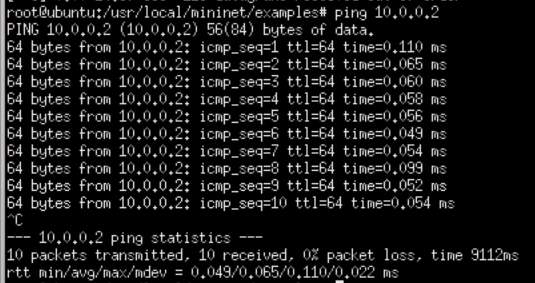 root@ubuntu:/usr/local/mininet/examples# ping 10.0.0.2
PING 10.0.0.2 (10.0.0.2) 56(84) bytes of data.
64 bytes from 10.0.0.2: icmp_seq=1 ttl=64 time=0.110 ms
64 bytes from 10.0.0.2: icmp_seq=2 ttl=64 time=0.065 ms
64 bytes from 10.0.0.2: icmp_seq=3 ttl=64 time=0.060 ms
64 bytes from 10.0.0.2: icmp_seq=4 ttl=64 time=0.058 ms
64 bytes from 10.0.0.2: icmp_seq=5 ttl=64 time=0.056 ms
64 bytes from 10.0.0.2: icmp_seq=6 ttl=64 time=0.049 ms
64 bytes from 10.0.0.2: icmp_seq=7 ttl=64 time=0.054 ms
64 bytes from 10.0.0.2: icmp_seq=8 ttl=64 time=0.099 ms
64 bytes from 10.0.0.2: icmp_seq=9 ttl=64 time=0.052 ms
64 bytes from 10.0.0.2: icmp_seq=10 ttl=64 time=0.054 ms
^C
--- 10.0.0.2 ping statistics ---
10 packets transmitted, 10 received, 0% packet loss, time 9112ms
rtt min/avg/max/mdev = 0.049/0.065/0.110/0.022 ms